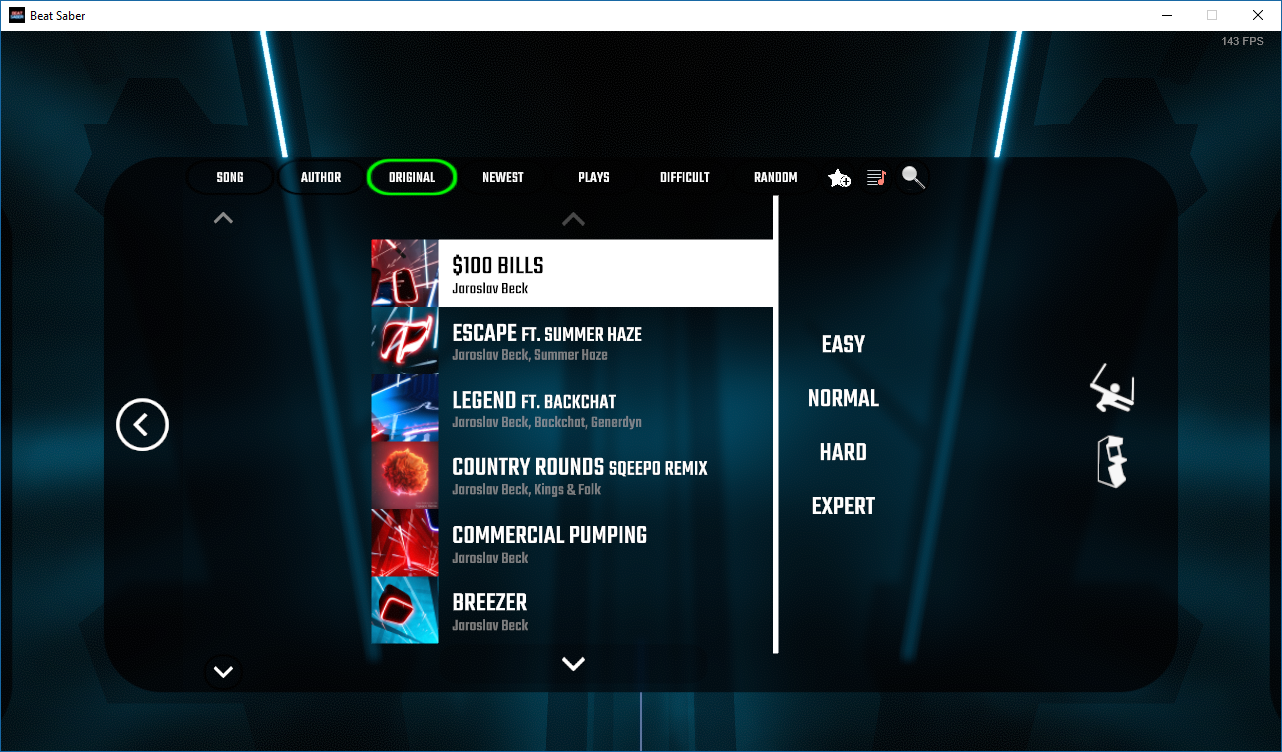 Beat Saber
143 FPS
SONG AUTHOR ORIGINAL NEWEST PLAYS DIFFICULT RANDOM
$100 BILLS
Jaroslav Beck
ESCAPE FT. SUMMER HAZE
Jaroslav Beck, Summer Haze
LEGEND FT. BACKCHAT
Jaroslav Beck, Backchat, Generdyn
COUNTRY ROUNDS SQEEPO REMIX
Jaroslav Beck, Kings & Folk
COMMERCIAL PUMPING
Jaroslav Beck
BREEZER
Jaroslav Beck
EASY
NORMAL
HARD
EXPERT